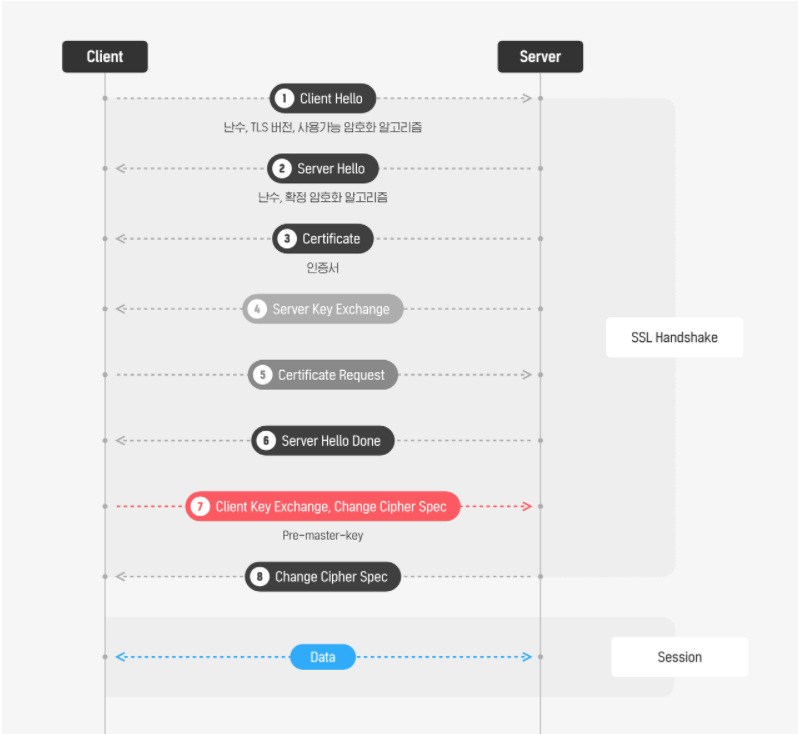 Client
Server
1 Client Hello
난수, TLS 버전, 사용가능 암호화 알고리즘
2 Server Hello
난수, 확정 암호화 알고리즘
3 Certificate
인증서
4 Server Key Exchange
SSL Handshake
5 Certificate Request
6 Server Hello Done
7 Client Key Exchange, Change Cipher Spec
Pre-master-key
8 Change Cipher Spec
Data
Session